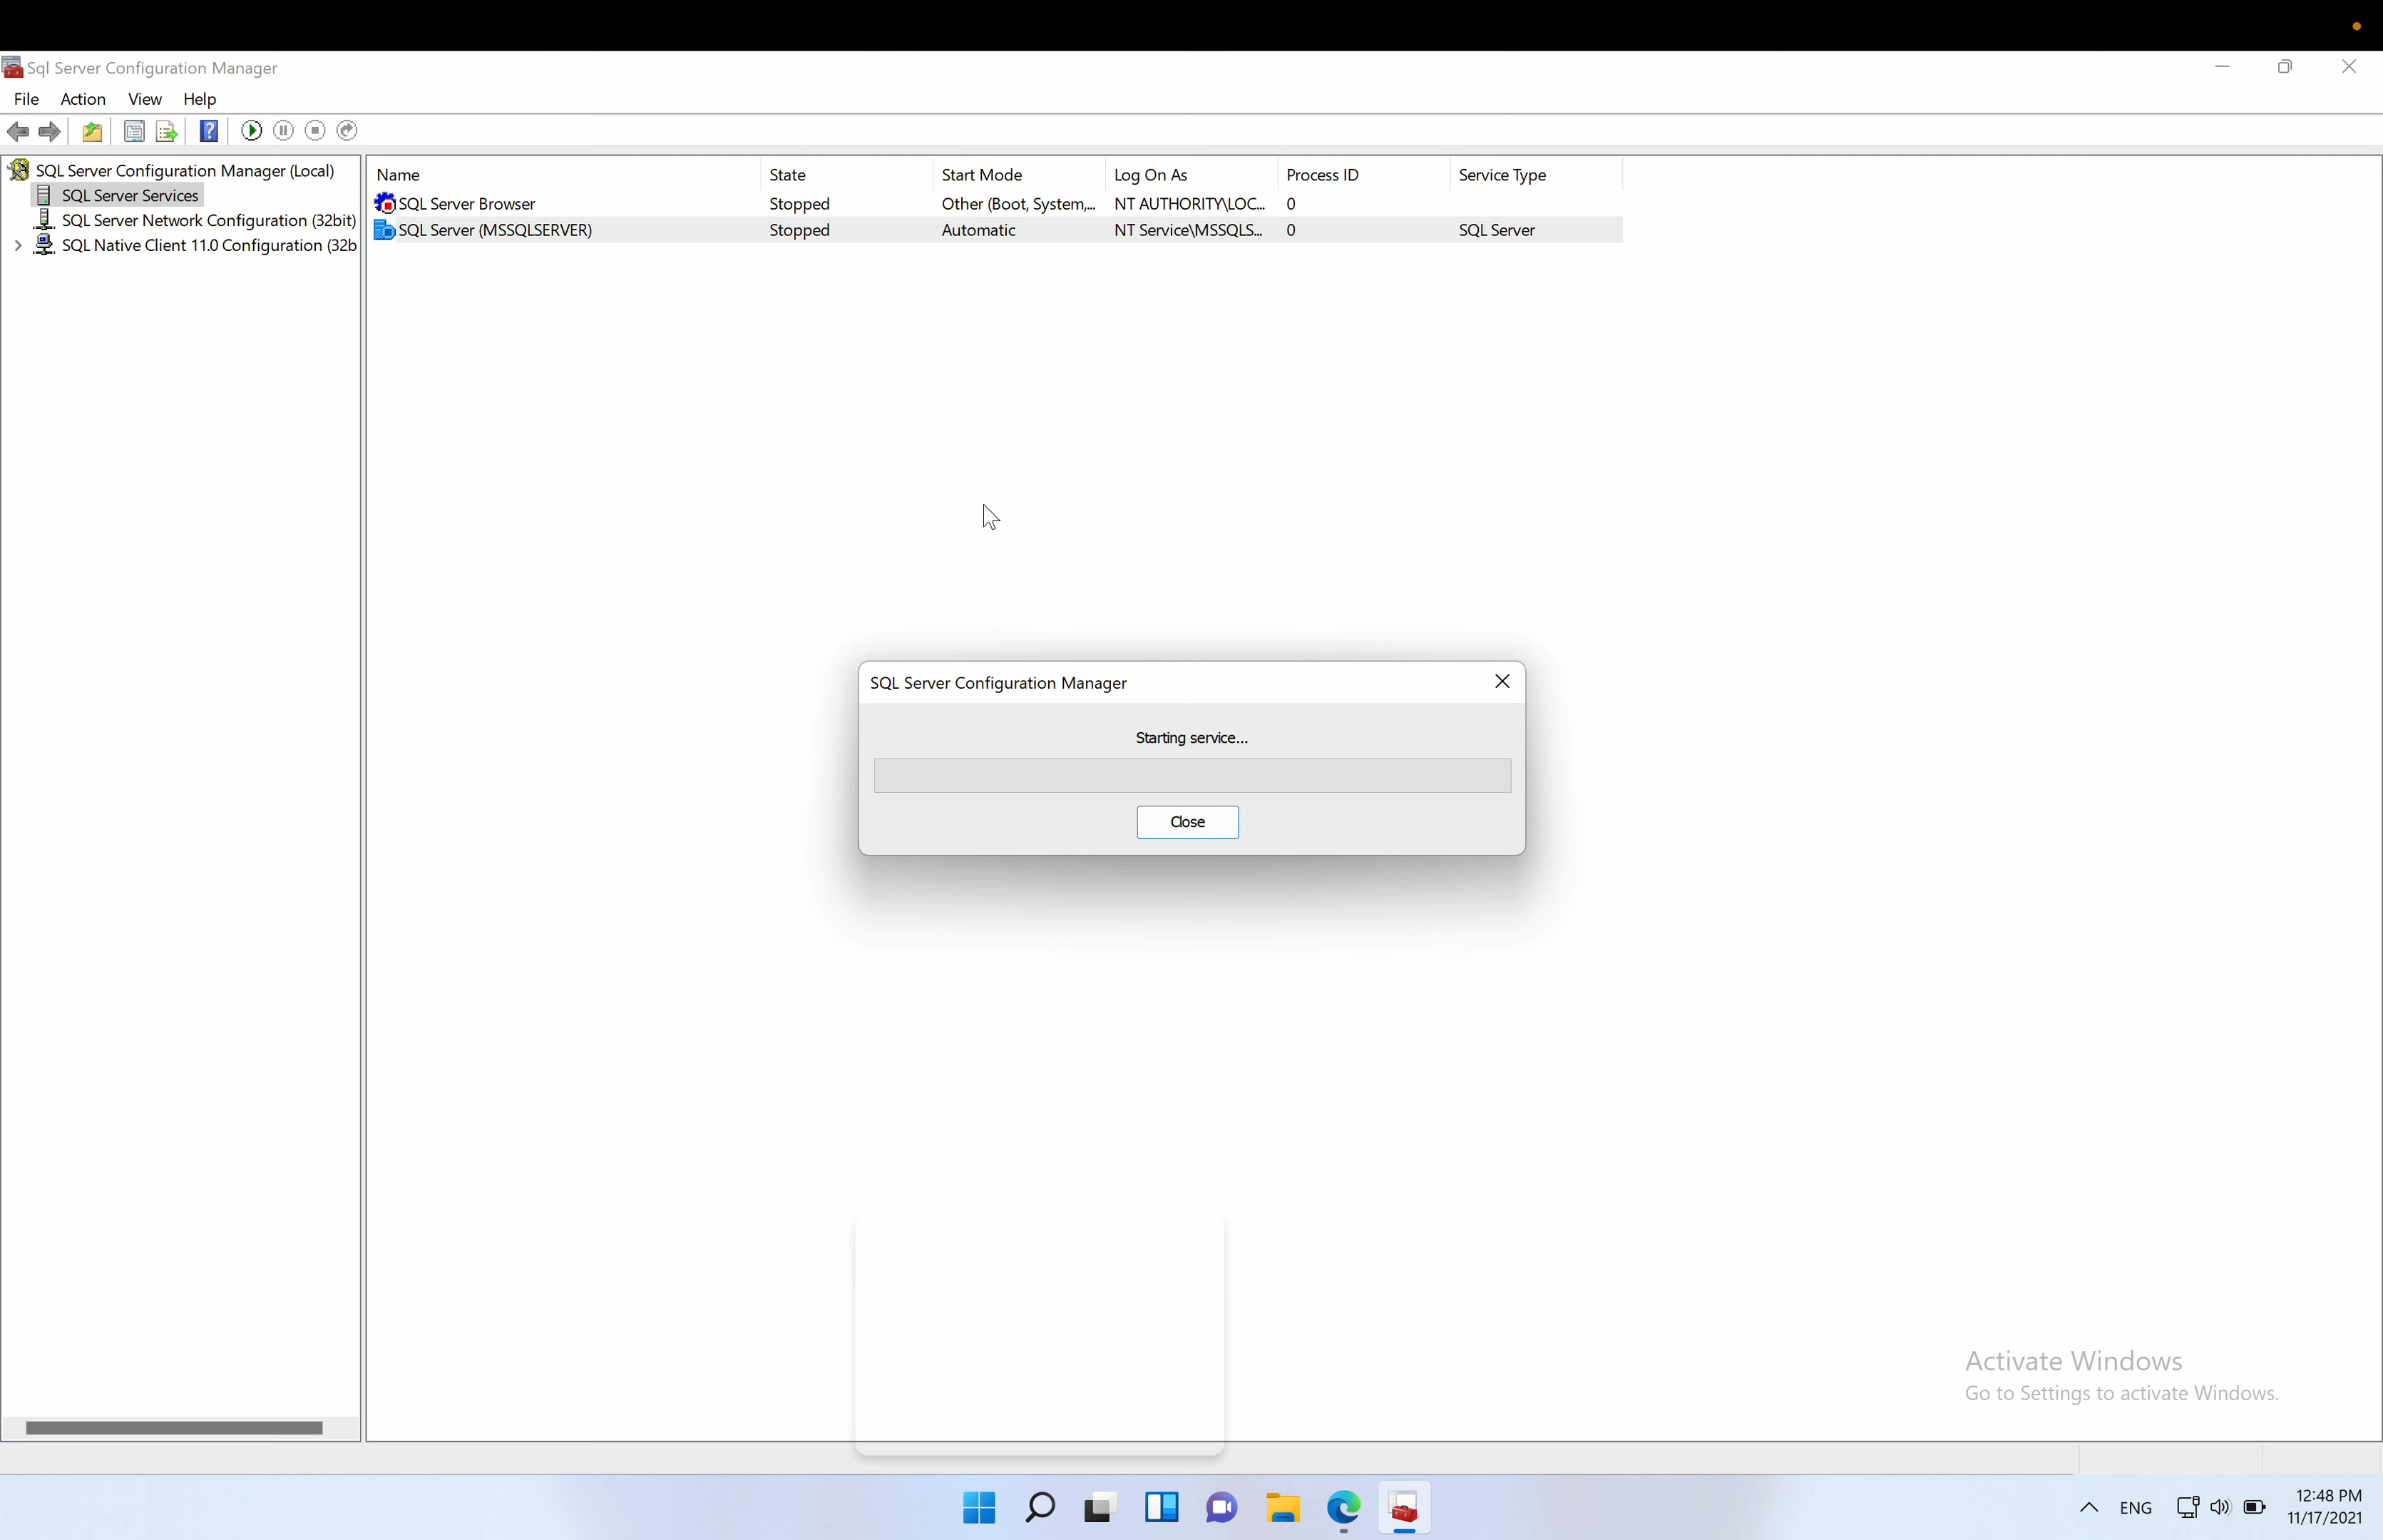 Sql Server Configuration Manager
File Action View Help
SQL Server Configuration Manager (Local)
SQL Server Services
SQL Server Network Configuration (32bit)
SQL Native Client 11.0 Configuration (32b
Name State Start Mode Log On As Process ID Service Type
SQL Server Browser Stopped Other (Boot, System,... NT AUTHORITY\LOC... 0
SQL Server (MSSQLSERVER) Stopped Automatic NT Service\MSSQLS... 0 SQL Server
SQL Server Configuration Manager
Starting service...
Close
Activate Windows
Go to Settings to activate Windows.
ENG
12:48 PM
11/17/2021